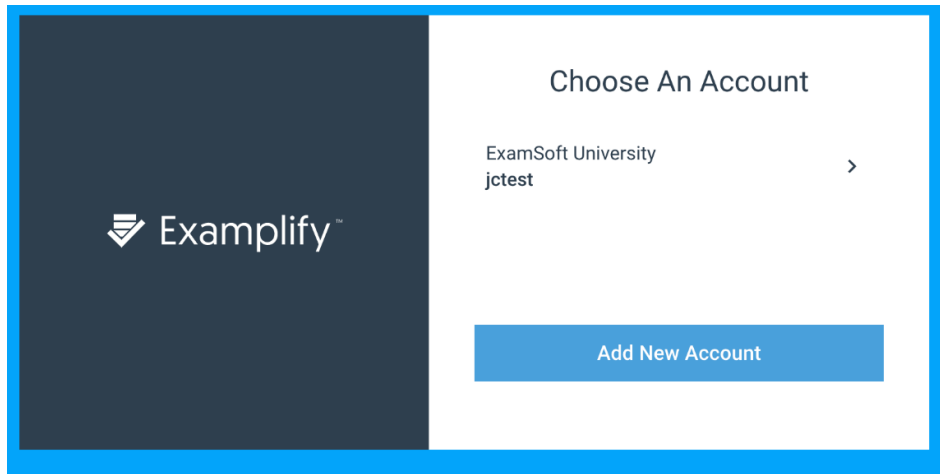 Examplify™
Choose An Account
ExamSoft University
jctest
Add New Account